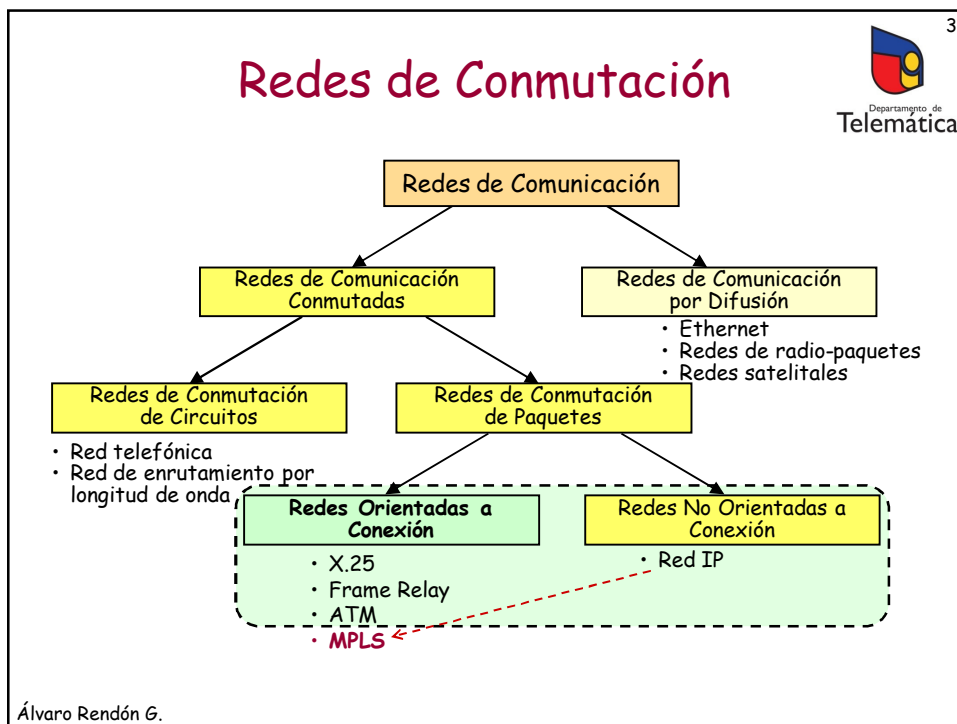 3
Redes de Conmutación
Departamento de
Telemática
Redes de Comunicación
Redes de Comunicación
Conmutadas
Redes de Comunicación
por Difusión
• Ethernet
• Redes de radio-paquetes
• Redes satelitales
Redes de Conmutación
de Circuitos
Redes de Conmutación
de Paquetes
• Red telefónica
• Red de enrutamiento por
longitud de onda
Redes Orientadas a
Conexión
Redes No Orientadas a
Conexión
• X.25
• Frame Relay
• ATM
• MPLS
• Red IP
Álvaro Rendón G.